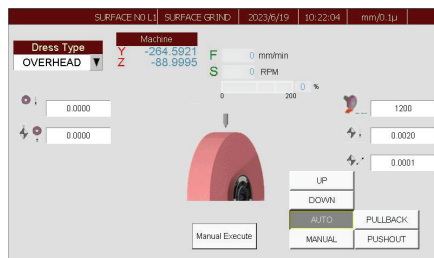 SURFACE N0 L1 SURFACE GRIND 2023/6/19 10:22:04 mm/0.1μ
Machine
Dress Type
OVERHEAD
Y -264.5921
Z -88.9995
F 0 mm/min
S 0 RPM
0 %
0 200
0.0000
1200
0.0000
0.0020
0.0001
UP
DOWN
AUTO PULLBACK
Manual Execute
MANUAL PUSHOUT